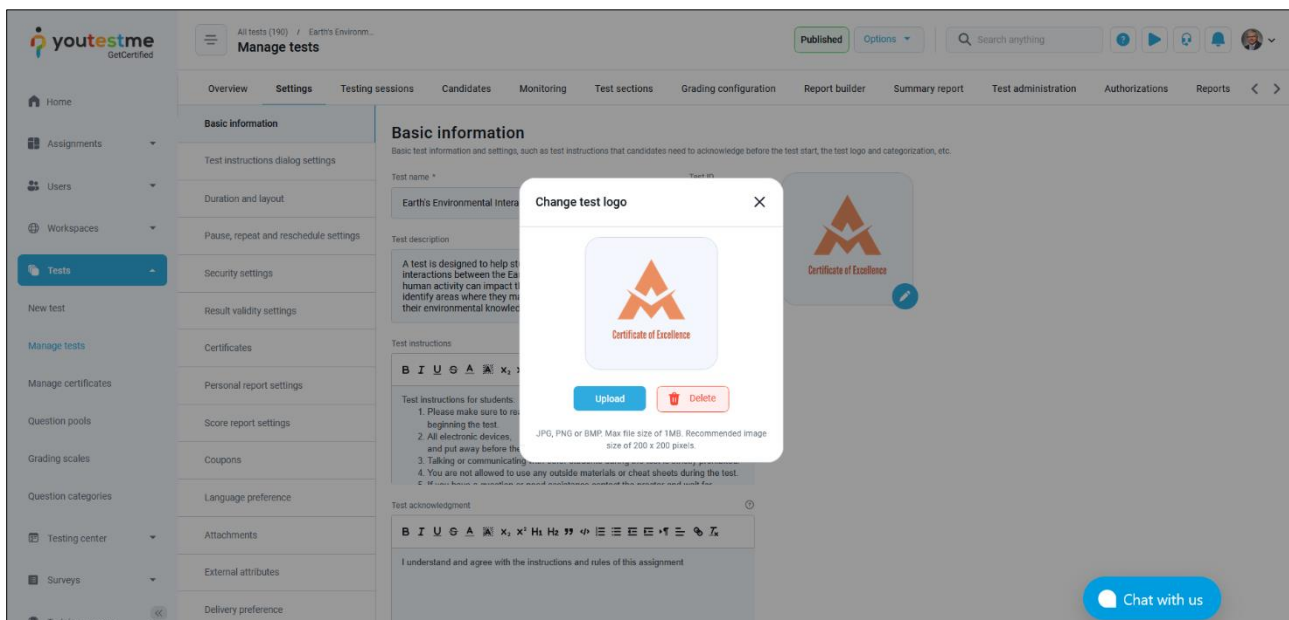 youtestme
GetCertified
All tests (190) / Earth's Environm...
Manage tests
Published
Options
Search anything
Home
Assignments
Users
Workspaces
Tests
New test
Manage tests
Manage certificates
Question pools
Grading scales
Question categories
Testing center
Surveys
Overview
Settings
Testing sessions
Candidates
Monitoring
Test sections
Grading configuration
Report builder
Summary report
Test administration
Authorizations
Reports
Basic information
Test instructions dialog settings
Duration and layout
Pause, repeat and reschedule settings
Security settings
Result validity settings
Certificates
Personal report settings
Score report settings
Coupons
Language preference
Attachments
External attributes
Delivery preference
Basic information
Basic test information and settings, such as test instructions that candidates need to acknowledge before the test start, the test logo and categorization, etc.
Test name *
Test ID
Earth's Environmental Intera
Test description
A test is designed to help st
interactions between the Ea
human activity can impact t
identify areas where they ma
their environmental knowled
Certificate of Excellence
Test instructions
B I U S A A x₂
Test instructions for students:
1. Please make sure to re
beginning the test.
2. All electronic devices,
and put away before the
3. Talking or communicating
4. You are not allowed to use any outside materials or cheat sheets during the test.
Test acknowledgment
B I U S A A x₂ x² H₁ H₂
I understand and agree with the instructions and rules of this assignment
Change test logo
Certificate of Excellence
Upload
Delete
JPG, PNG or BMP. Max file size of 1MB. Recommended image
size of 200 x 200 pixels.
Chat with us